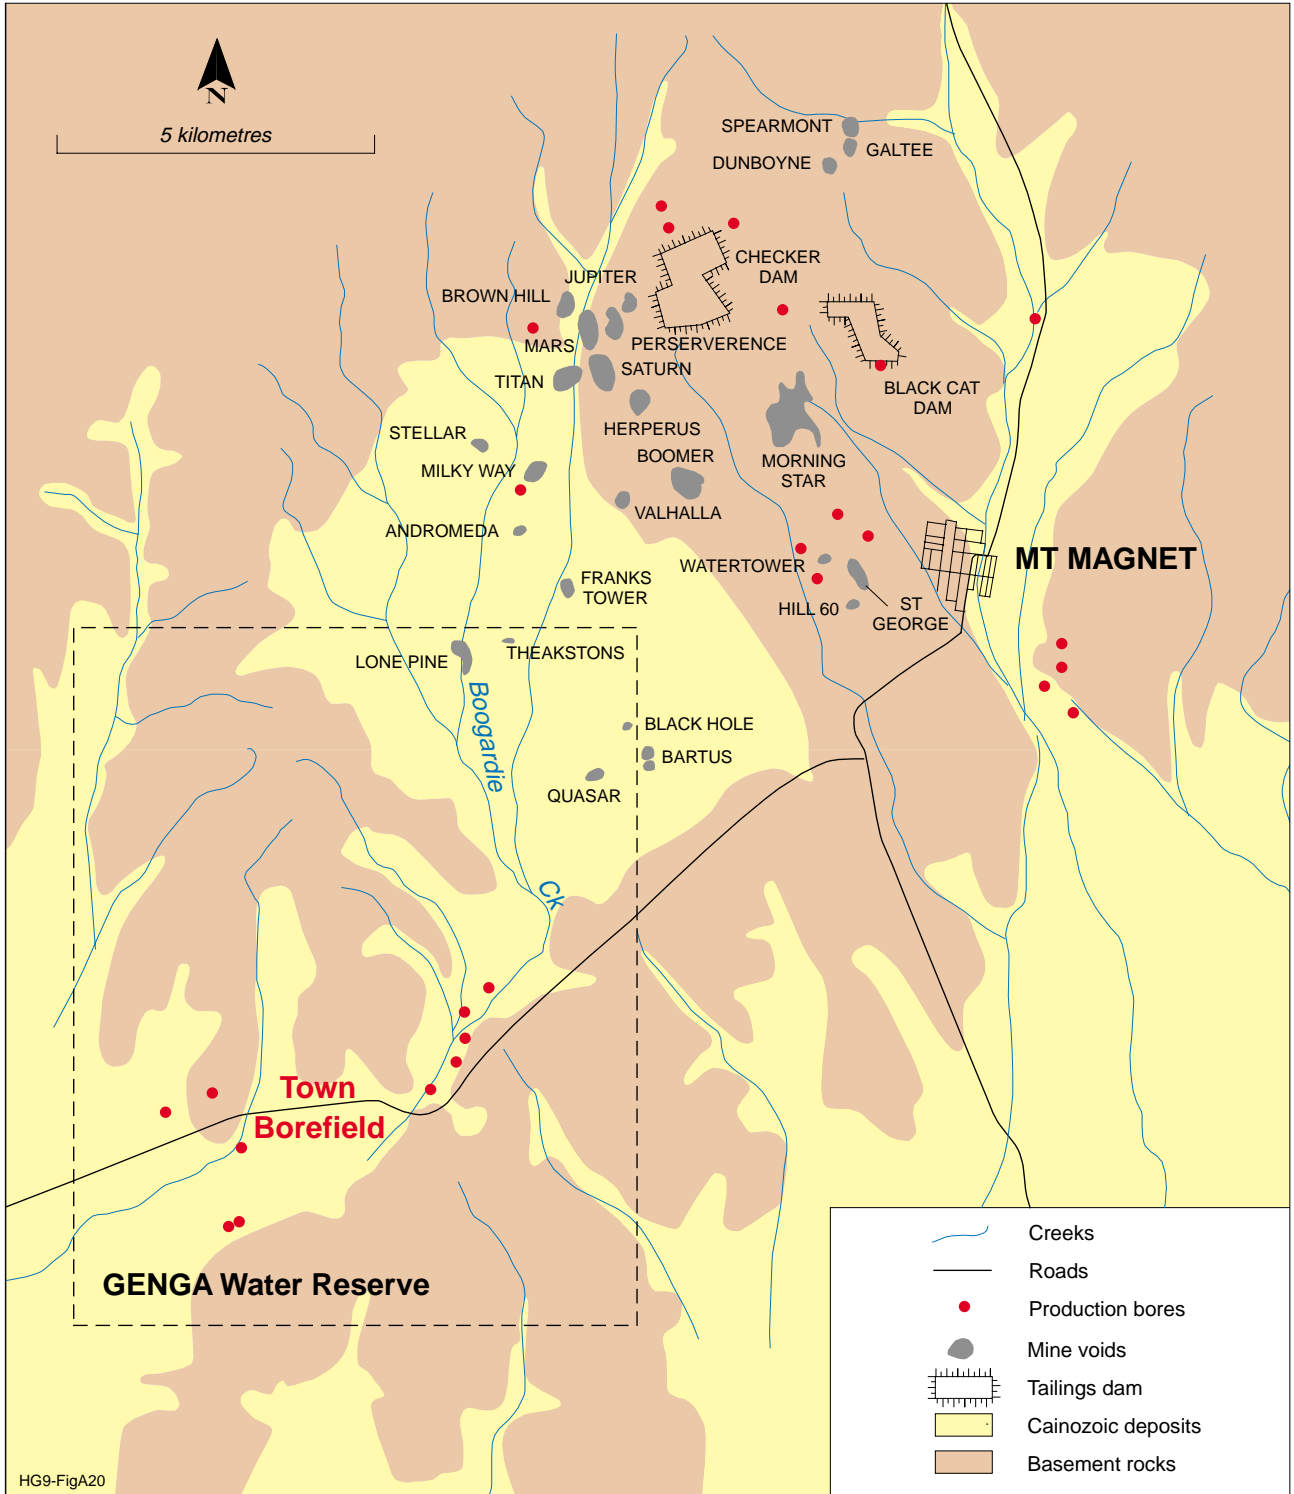 N
5 kilometres
SPEARMONT
GALTEE
DUNBOYNE
CHECKER
DAM
JUPITER
BROWN HILL
MARS
PERSERVERENCE
SATURN
TITAN
BLACK CAT
DAM
HERPERUS
STELLAR
BOOMER
MILKY WAY
MORNING
STAR
VALHALLA
ANDROMEDA
MT MAGNET
WATERTOWER
FRANKS
TOWER
HILL 60
ST
GEORGE
LONE PINE
THEAKSTONS
Boogardie
Ck
BLACK HOLE
BARTUS
QUASAR
Town
Borefield
GENGA Water Reserve
Creeks
Roads
Production bores
Mine voids
Tailings dam
Cainozoic deposits
Basement rocks
HG9-FigA20